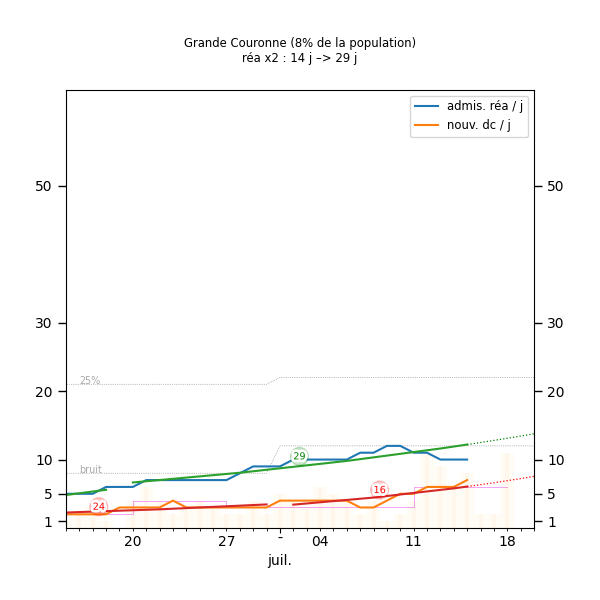 Grande Couronne (8% de la population)
réa x2 : 14 j –> 29 j
admis. réa / j
nouv. dc / j
50 50
30 30
25%
20 20
29
10 10
bruit
16
5 5
24
1 1
20 27 - 04 11 18
juil.